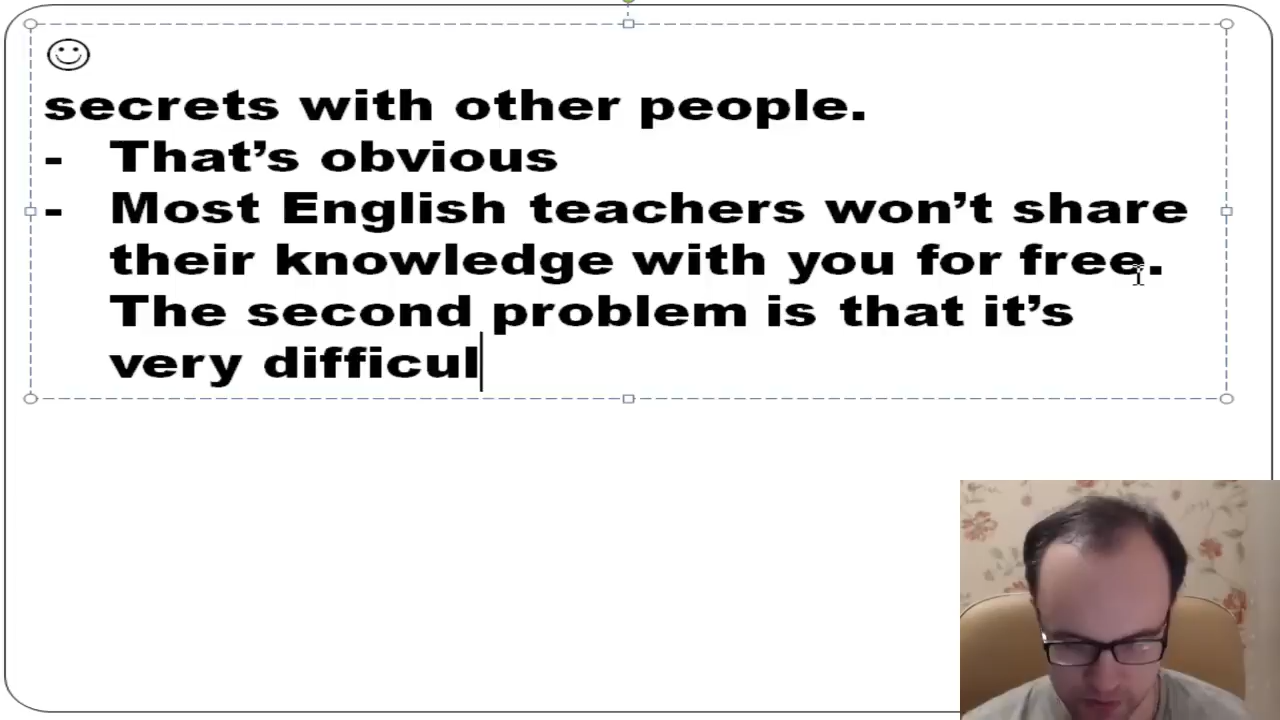 secrets with other people.
- That's obvious
- Most English teachers won't share
their knowledge with you for free.
The second problem is that it's
very difficul